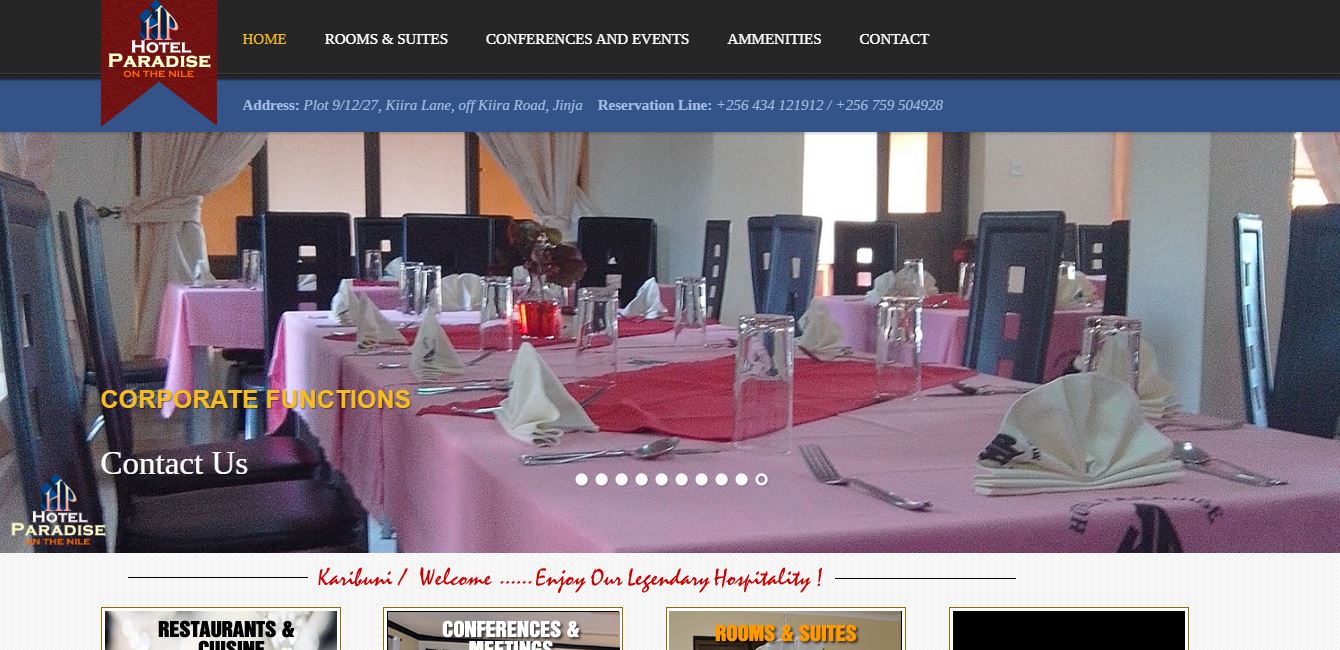 HOTEL
PARADISE
ON THE NILE
HOME ROOMS & SUITES CONFERENCES AND EVENTS AMMENITIES CONTACT
Address: Plot 9/12/27, Kiira Lane, off Kiira Road, Jinja Reservation Line: +256 434 121912 / +256 759 504928
CORPORATE FUNCTIONS
Contact Us
HOTEL
PARADISE
ON THE NILE
Karibuni / Welcome ......Enjoy Our Legendary Hospitality !
RESTAURANTS &
CUISINE
CONFERENCES &
MEETINGS
ROOMS & SUITES